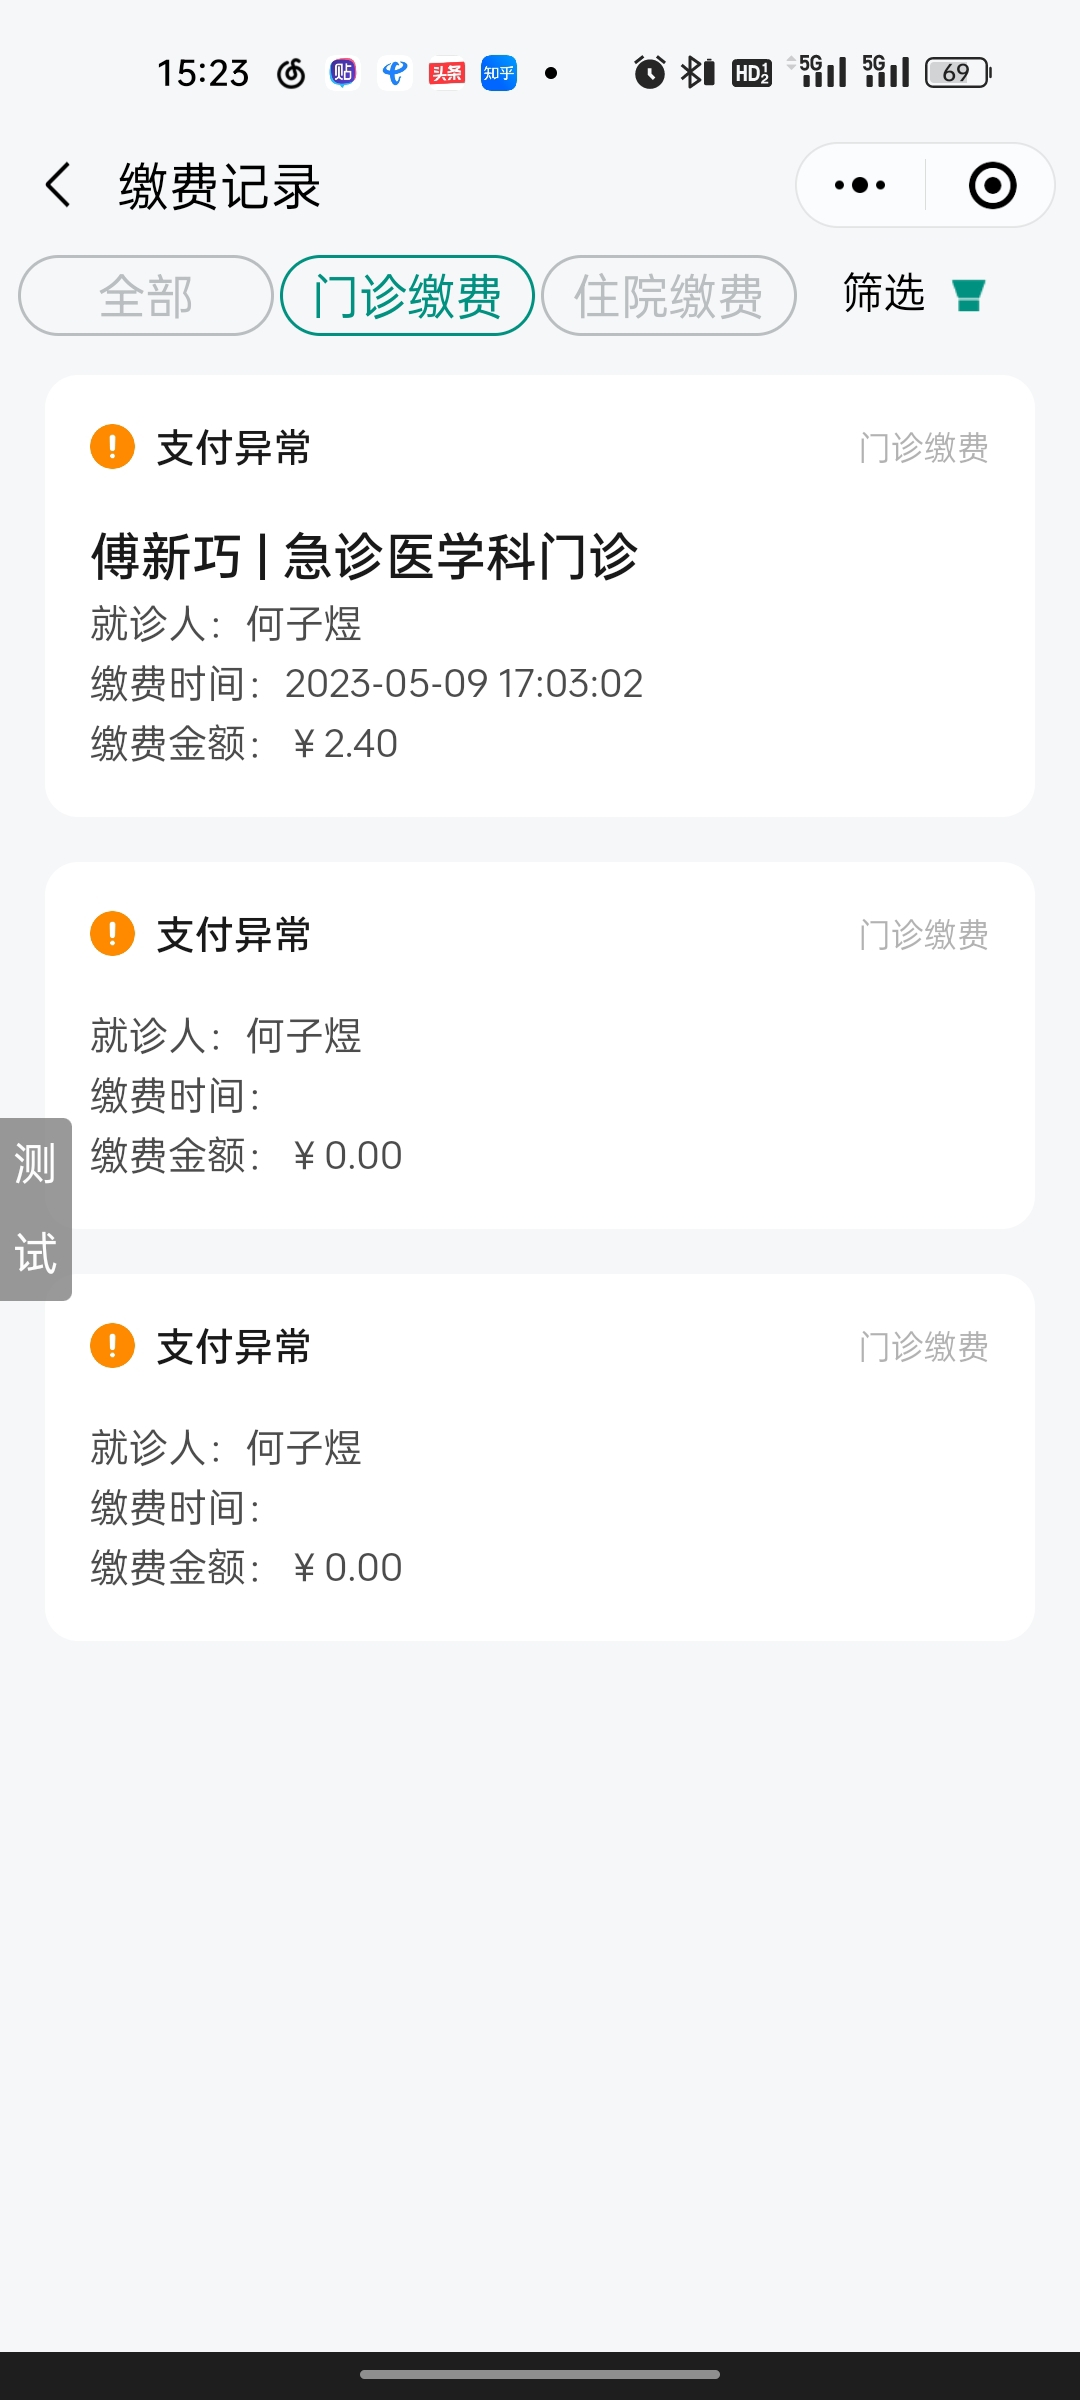 15:23 贴 头条 知乎 HD 1 2 5G 5G 69
缴费记录
全部 门诊缴费 住院缴费 筛选
支付异常 门诊缴费
傅新巧 | 急诊医学科门诊
就诊人：何子煜
缴费时间：2023-05-09 17:03:02
缴费金额：￥2.40
支付异常 门诊缴费
就诊人：何子煜
缴费时间：
缴费金额：￥0.00
测
试
支付异常 门诊缴费
就诊人：何子煜
缴费时间：
缴费金额：￥0.00